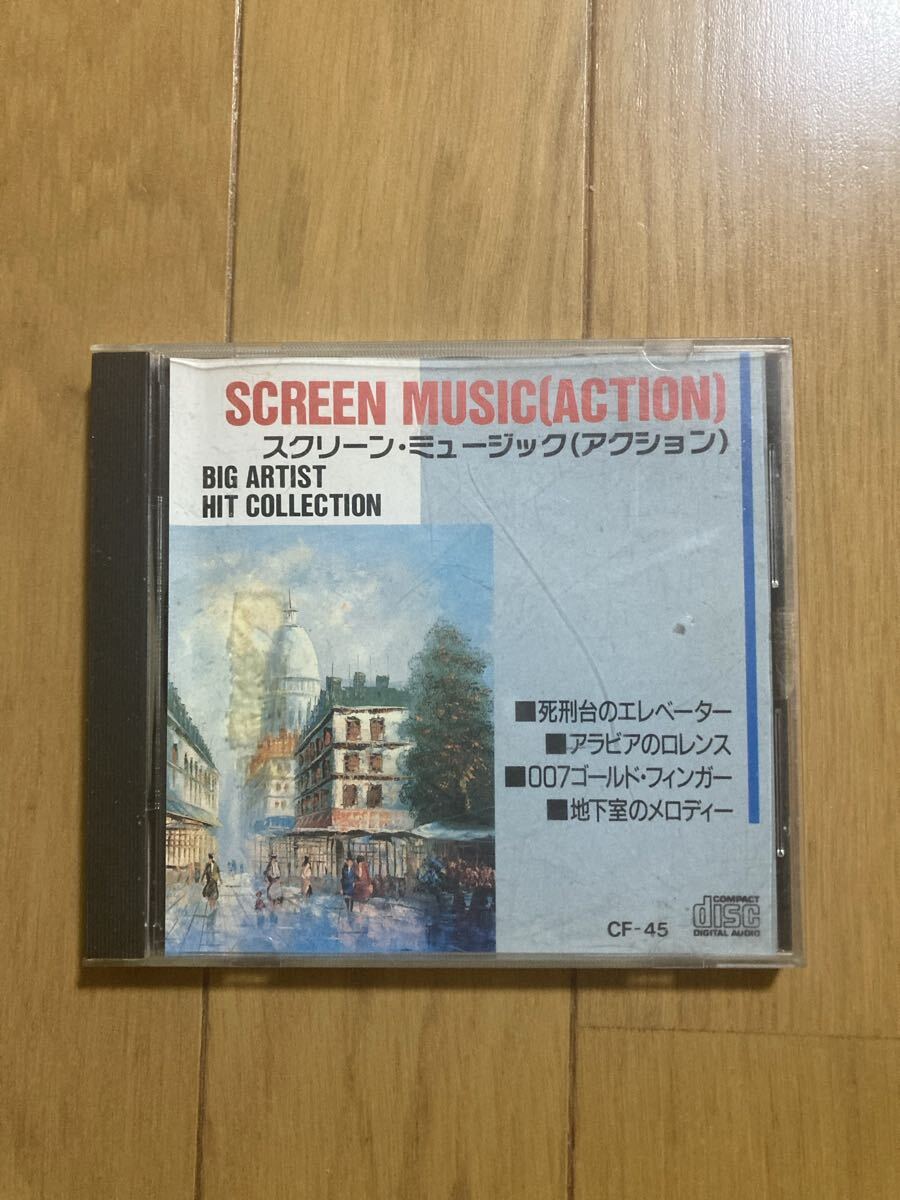 SCREEN MUSIC(ACTION)
スクリーン・ミュージック(アクション)
BIG ARTIST
HIT COLLECTION
■死刑台のエレベーター
■アラビアのロレンス
■007ゴールド・フィンガー
■地下室のメロディー
CF-45
COMPACT
disc
DIGITAL AUDIO